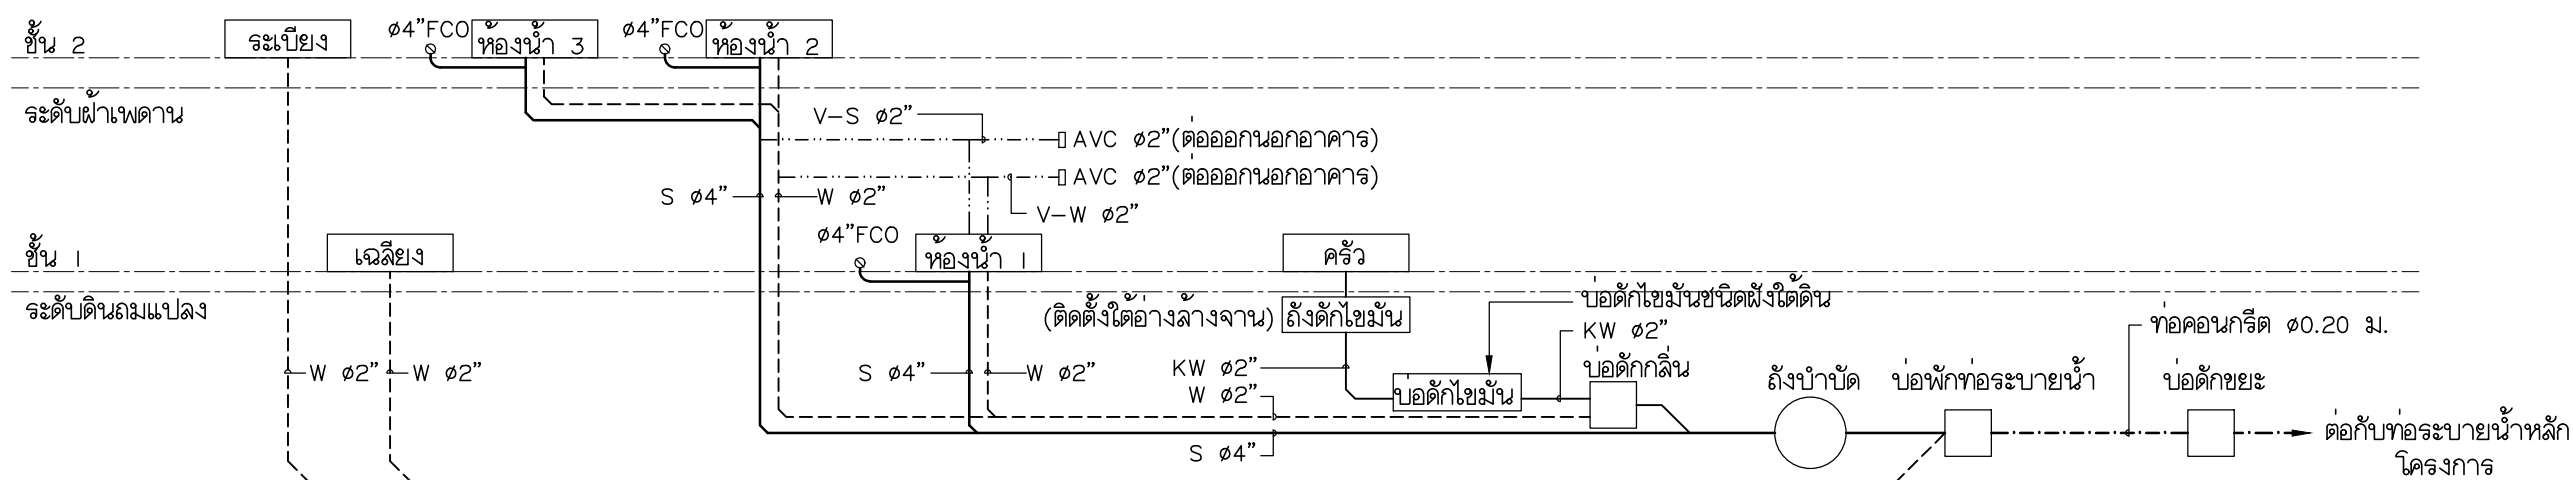 ชั้น 2
ระเบียง
ø4"FCO
ห้องน้ำ 3
ø4"FCO
ห้องน้ำ 2
ระดับฝ้าเพดาน
V-S ø2"
AVC ø2"(ต่อออกนอกอาคาร)
AVC ø2"(ต่อออกนอกอาคาร)
S ø4"
W ø2"
V-W ø2"
ชั้น 1
เฉลียง
ø4"FCO
ห้องน้ำ 1
ครัว
ระดับดินถมแปลง
(ติดตั้งใต้อ่างล้างจาน)
ถังดักไขมัน
บ่อดักไขมันชนิดฝังใต้ดิน
KW ø2"
ท่อคอนกรีต ø0.20 ม.
W ø2"
W ø2"
S ø4"
W ø2"
KW ø2"
บ่อดักกลิ่น
W ø2"
บ่อดักไขมัน
ถังบำบัด
บ่อพักท่อระบายน้ำ
บ่อดักขยะ
S ø4"
ต่อกับท่อระบายน้ำหลัก
โครงการ